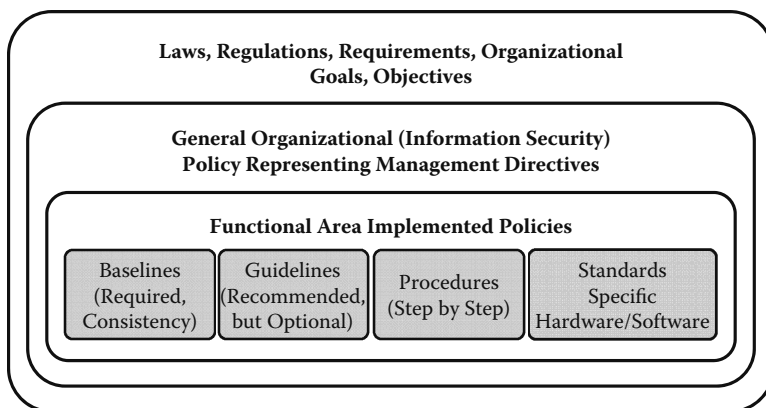 Laws, Regulations, Requirements, Organizational
Goals, Objectives
General Organizational (Information Security)
Policy Representing Management Directives
Functional Area Implemented Policies
Baselines
(Required,
Consistency)
Guidelines
(Recommended,
but Optional)
Procedures
(Step by Step)
Standards
Specific
Hardware/Software